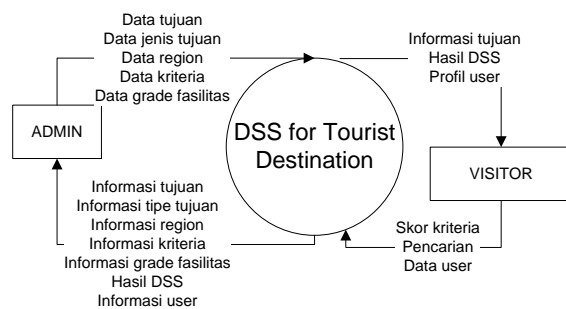 Data tujuan
Data jenis tujuan
Data region
Data kriteria
Data grade fasilitas
Informasi tujuan
Hasil DSS
Profil user
ADMIN
DSS for Tourist
Destination
VISITOR
Informasi tujuan
Informasi tipe tujuan
Informasi region
Informasi kriteria
Informasi grade fasilitas
Hasil DSS
Informasi user
Skor kriteria
Pencarian
Data user